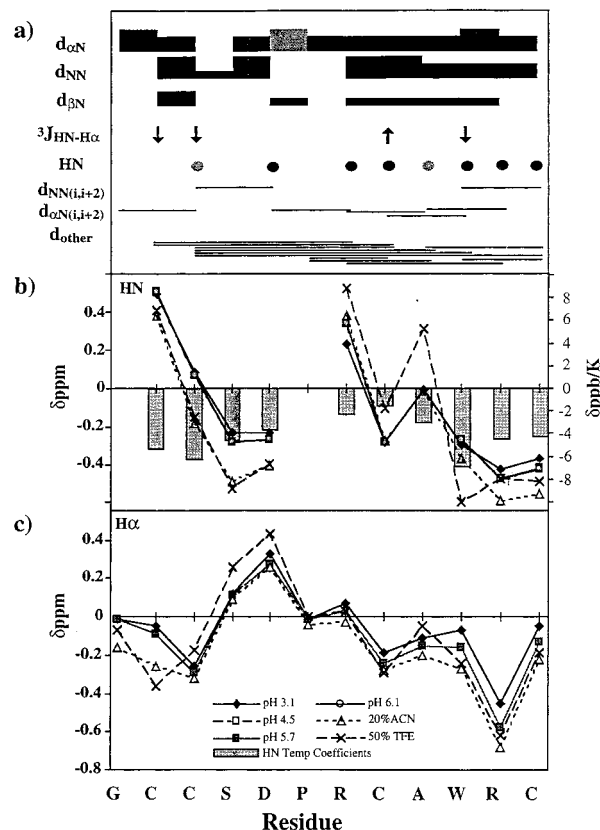 a)
dαN
dNN
dβN
³JHN-Hα
HN
dNN(i,i+2)
dαN(i,i+2)
dother
b)
HN
δppm
0.4
0.2
0
-0.2
-0.4
8
6
4
2
0
-2
-4
-6
-8
δppb/K
c)
Hα
δppm
0.4
0.2
0
-0.2
-0.4
-0.6
-0.8
pH 3.1
pH 6.1
pH 4.5
20%ACN
pH 5.7
50% TFE
HN Temp Coefficients
G C C S D P R C A W R C
Residue